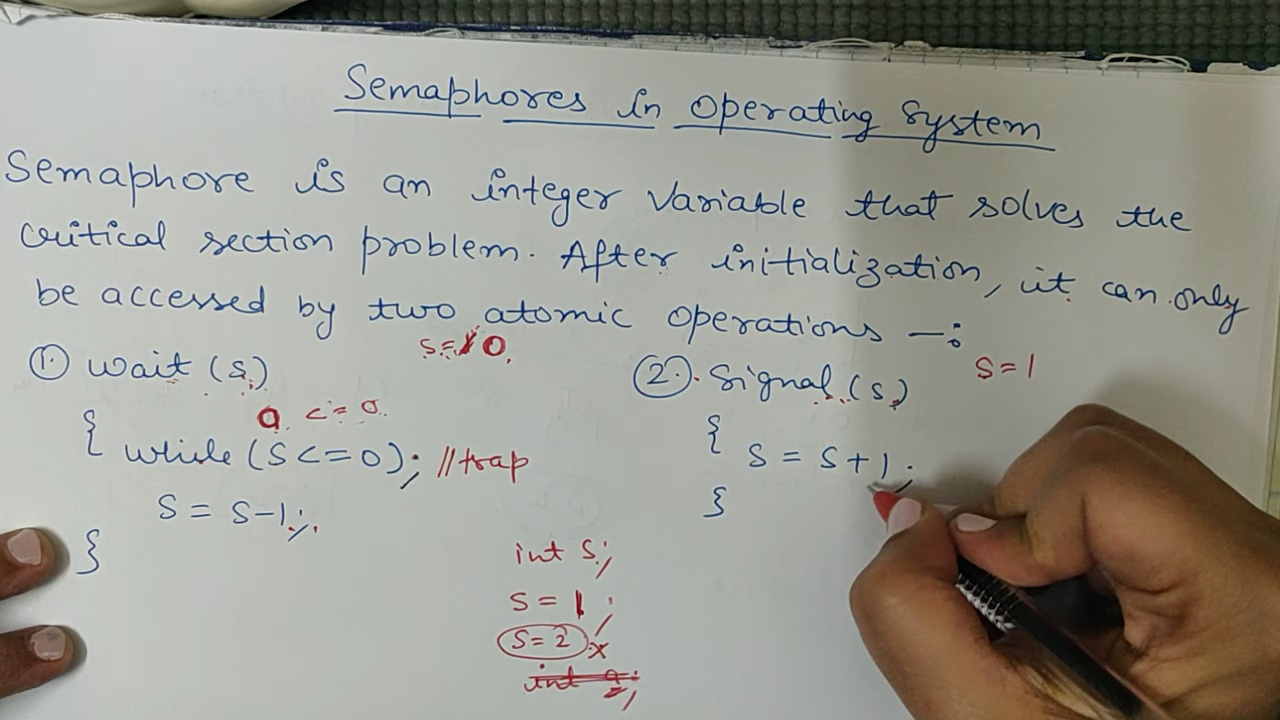 Semaphores in Operating System
Semaphore is an integer variable that solves the
critical section problem. After initialization, it can only
be accessed by two atomic operations —:
S=1 0
① wait (s)
0 <= 0
{ while (S<=0); //trap
S = S-1;
}
②. Signal (s)
S=1
{
S = S+1;
}
int S;
S = 1;
S=2; x
int a;